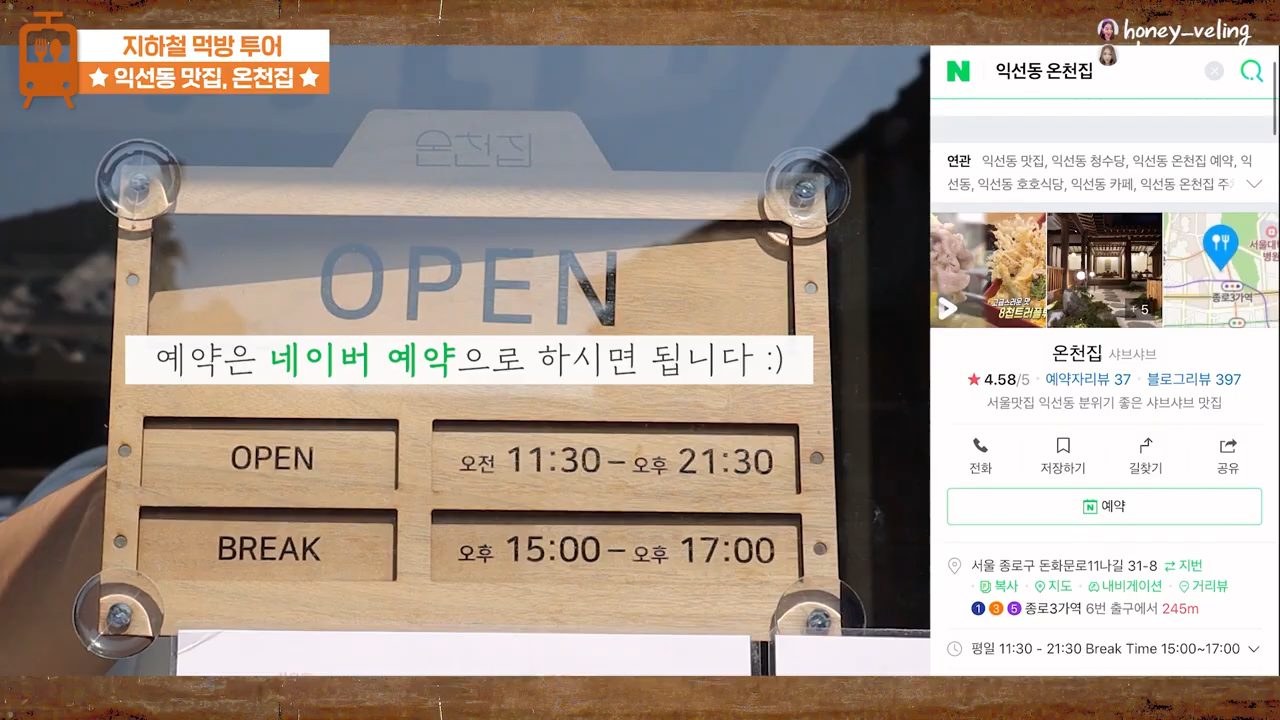 지하철 먹방 투어
익선동 맛집, 온천집
honey_veling
온천집
OPEN
예약은 네이버 예약으로 하시면 됩니다 :)
OPEN
오전 11:30 – 오후 21:30
BREAK
오후 15:00 – 오후 17:00
N 익선동 온천집
연관 익선동 맛집, 익선동 청수당, 익선동 온천집 예약, 익
선동, 익선동 호호식당, 익선동 카페, 익선동 온천집 주
고급스러운 맛
+ 5
서울대
병원
종로3가역
온천집 샤브샤브
4.58/5 · 예약자리뷰 37 · 블로그리뷰 397
서울맛집 익선동 분위기 좋은 샤브샤브 맛집
전화 저장하기 길찾기 공유
N 예약
서울 종로구 돈화문로11나길 31-8 지번
· 복사 · 지도 · 내비게이션 · 거리뷰
1 3 5 종로3가역 6번 출구에서 245m
평일 11:30 - 21:30 Break Time 15:00~17:00